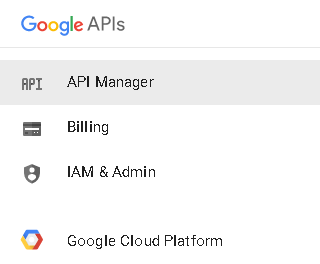 Google APIs
API API Manager
Billing
IAM & Admin
Google Cloud Platform